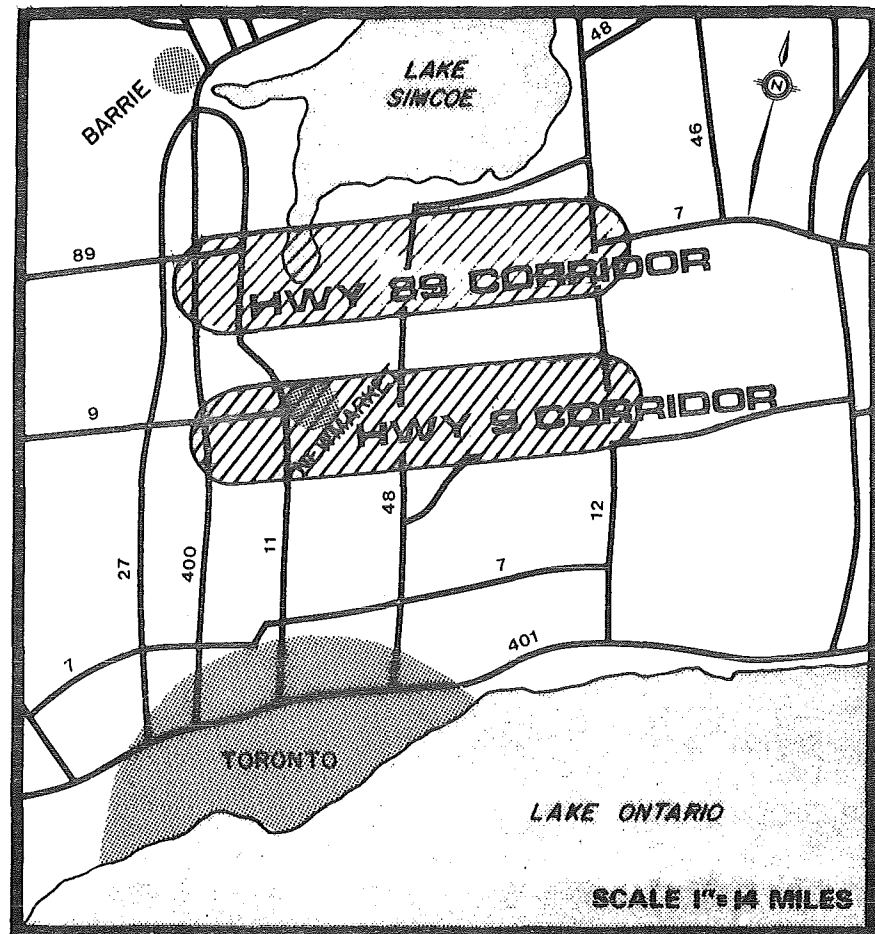 48
LAKE
SIMCOE
N
BARRIE
46
7
89
HWY 89 CORRIDOR
9
NEWMARKET
HWY 9 CORRIDOR
48
12
11
27
400
7
7
401
TORONTO
LAKE ONTARIO
SCALE 1"= 14 MILES